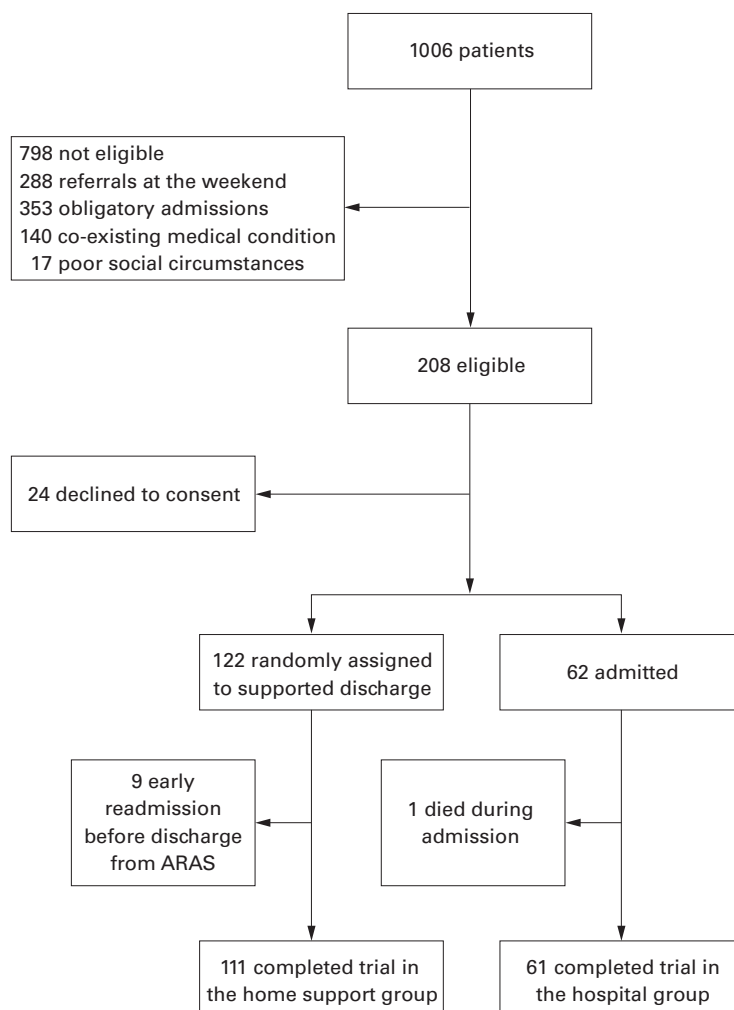 1006 patients
798 not eligible
288 referrals at the weekend
353 obligatory admissions
140 co-existing medical condition
17 poor social circumstances
208 eligible
24 declined to consent
122 randomly assigned
to supported discharge
62 admitted
9 early
readmission
before discharge
from ARAS
1 died during
admission
111 completed trial in
the home support group
61 completed trial in
the hospital group